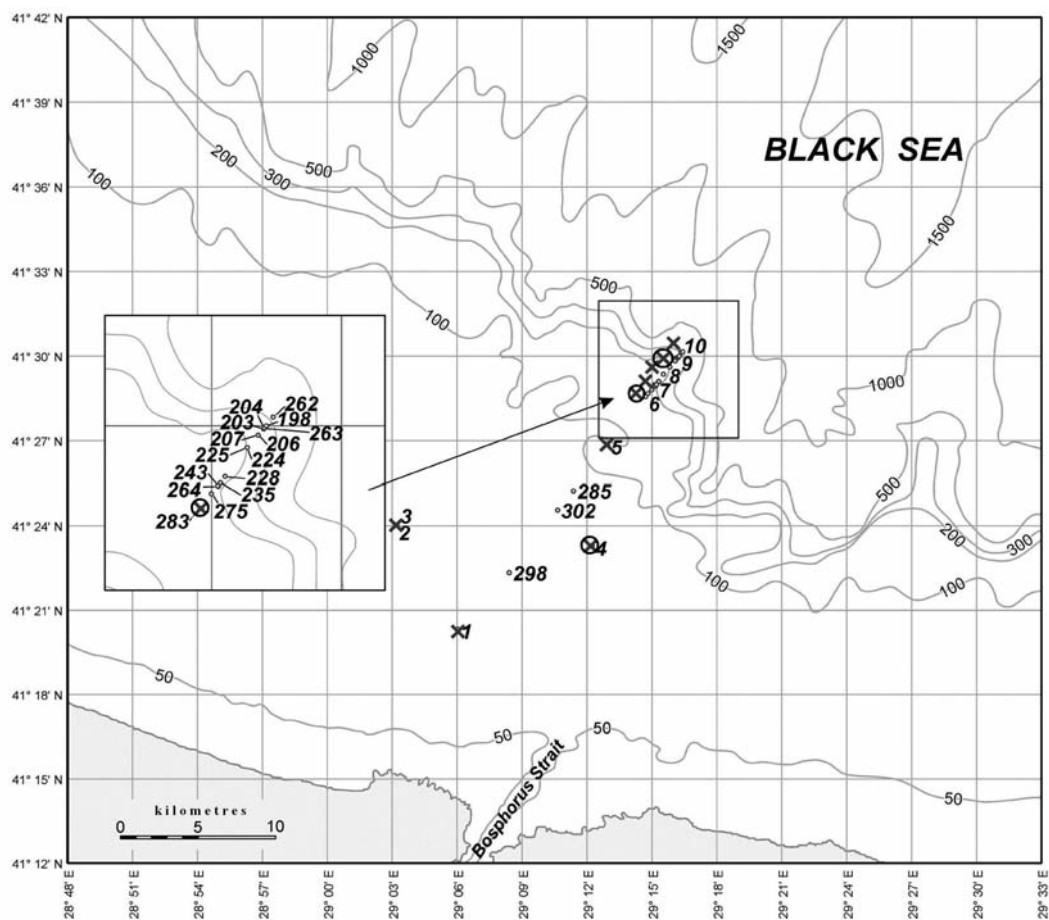 41° 42' N
1000
1500
41° 39' N
BLACK SEA
200
500
100
300
41° 36' N
1500
41° 33' N
500
100
41° 30' N
10
9
8
7
6
1000
204
262
203
198
207
263
206
225
224
243
228
264
235
283
275
41° 27' N
5
285
302
500
200
300
3
2
41° 24' N
4
298
100
100
41° 21' N
1
41° 18' N
50
50
50
50
Bosphorus Strait
41° 15' N
kilometres
0 5 10
41° 12' N
28° 48' E
28° 51' E
28° 54' E
28° 57' E
29° 00' E
29° 03' E
29° 06' E
29° 09' E
29° 12' E
29° 15' E
29° 18' E
29° 21' E
29° 24' E
29° 27' E
29° 30' E
29° 33' E